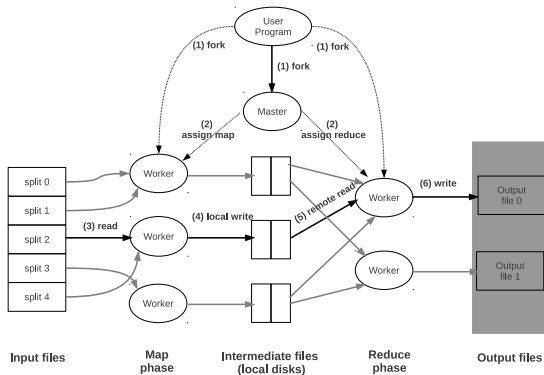 User
Program
(1) fork
(1) fork
(1) fork
Master
(2)
assign map
(2)
assign reduce
split 0
split 1
split 2
split 3
split 4
(3) read
Worker
Worker
Worker
(4) local write
(5) remote read
Worker
Worker
(6) write
Output
file 0
Output
file 1
Input files
Map
phase
Intermediate files
(local disks)
Reduce
phase
Output files